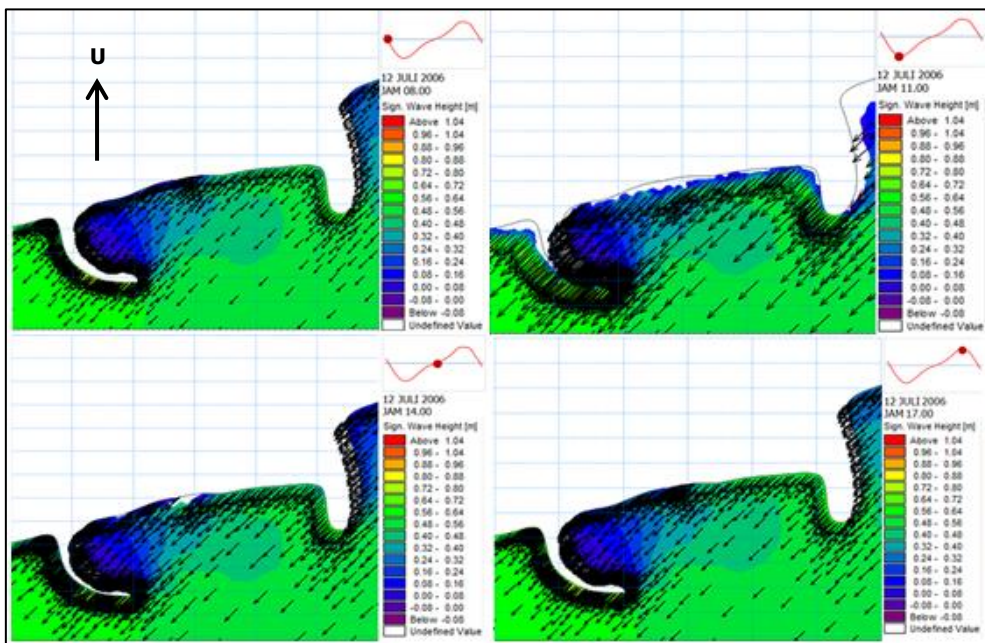 U
12 JULI 2006
JAM 08.00
Sign. Wave Height [m]
Above 1.04
0.96 - 1.04
0.88 - 0.96
0.80 - 0.88
0.72 - 0.80
0.64 - 0.72
0.56 - 0.64
0.48 - 0.56
0.40 - 0.48
0.32 - 0.40
0.24 - 0.32
0.16 - 0.24
0.08 - 0.16
0.00 - 0.08
-0.08 - 0.00
Below -0.08
Undefined Value
12 JULI 2006
JAM 11.00
Sign. Wave Height [m]
Above 1.04
0.96 - 1.04
0.88 - 0.96
0.80 - 0.88
0.72 - 0.80
0.64 - 0.72
0.56 - 0.64
0.48 - 0.56
0.40 - 0.48
0.32 - 0.40
0.24 - 0.32
0.16 - 0.24
0.08 - 0.16
0.00 - 0.08
-0.08 - 0.00
Below -0.08
Undefined Value
12 JULI 2006
JAM 14.00
Sign. Wave Height [m]
Above 1.04
0.96 - 1.04
0.88 - 0.96
0.80 - 0.88
0.72 - 0.80
0.64 - 0.72
0.56 - 0.64
0.48 - 0.56
0.40 - 0.48
0.32 - 0.40
0.24 - 0.32
0.16 - 0.24
0.08 - 0.16
0.00 - 0.08
-0.08 - 0.00
Below -0.08
Undefined Value
12 JULI 2006
JAM 17.00
Sign. Wave Height [m]
Above 1.04
0.96 - 1.04
0.88 - 0.96
0.80 - 0.88
0.72 - 0.80
0.64 - 0.72
0.56 - 0.64
0.48 - 0.56
0.40 - 0.48
0.32 - 0.40
0.24 - 0.32
0.16 - 0.24
0.08 - 0.16
0.00 - 0.08
-0.08 - 0.00
Below -0.08
Undefined Value